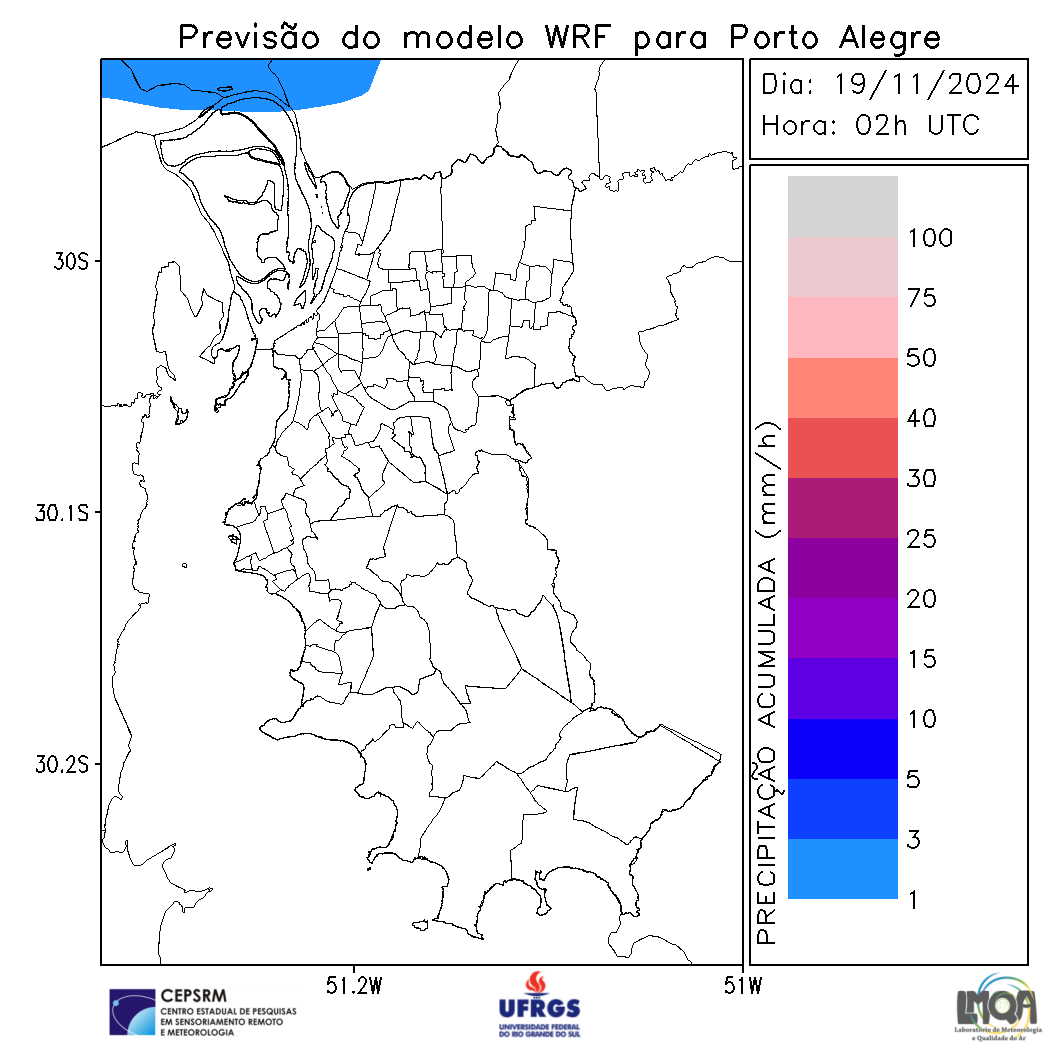 Previsão do modelo WRF para Porto Alegre
Dia: 19/11/2024
Hora: 02h UTC
30S
30.1S
30.2S
51.2W
51W
PRECIPITAÇÃO ACUMULADA (mm/h)
100
75
50
40
30
25
20
15
10
5
3
1
CEPSRM
CENTRO ESTADUAL DE PESQUISAS
EM SENSORIAMENTO REMOTO
E METEOROLOGIA
UFRGS
UNIVERSIDADE FEDERAL
DO RIO GRANDE DO SUL
LMQA
Laboratório de Meteorologia
e Qualidade do Ar